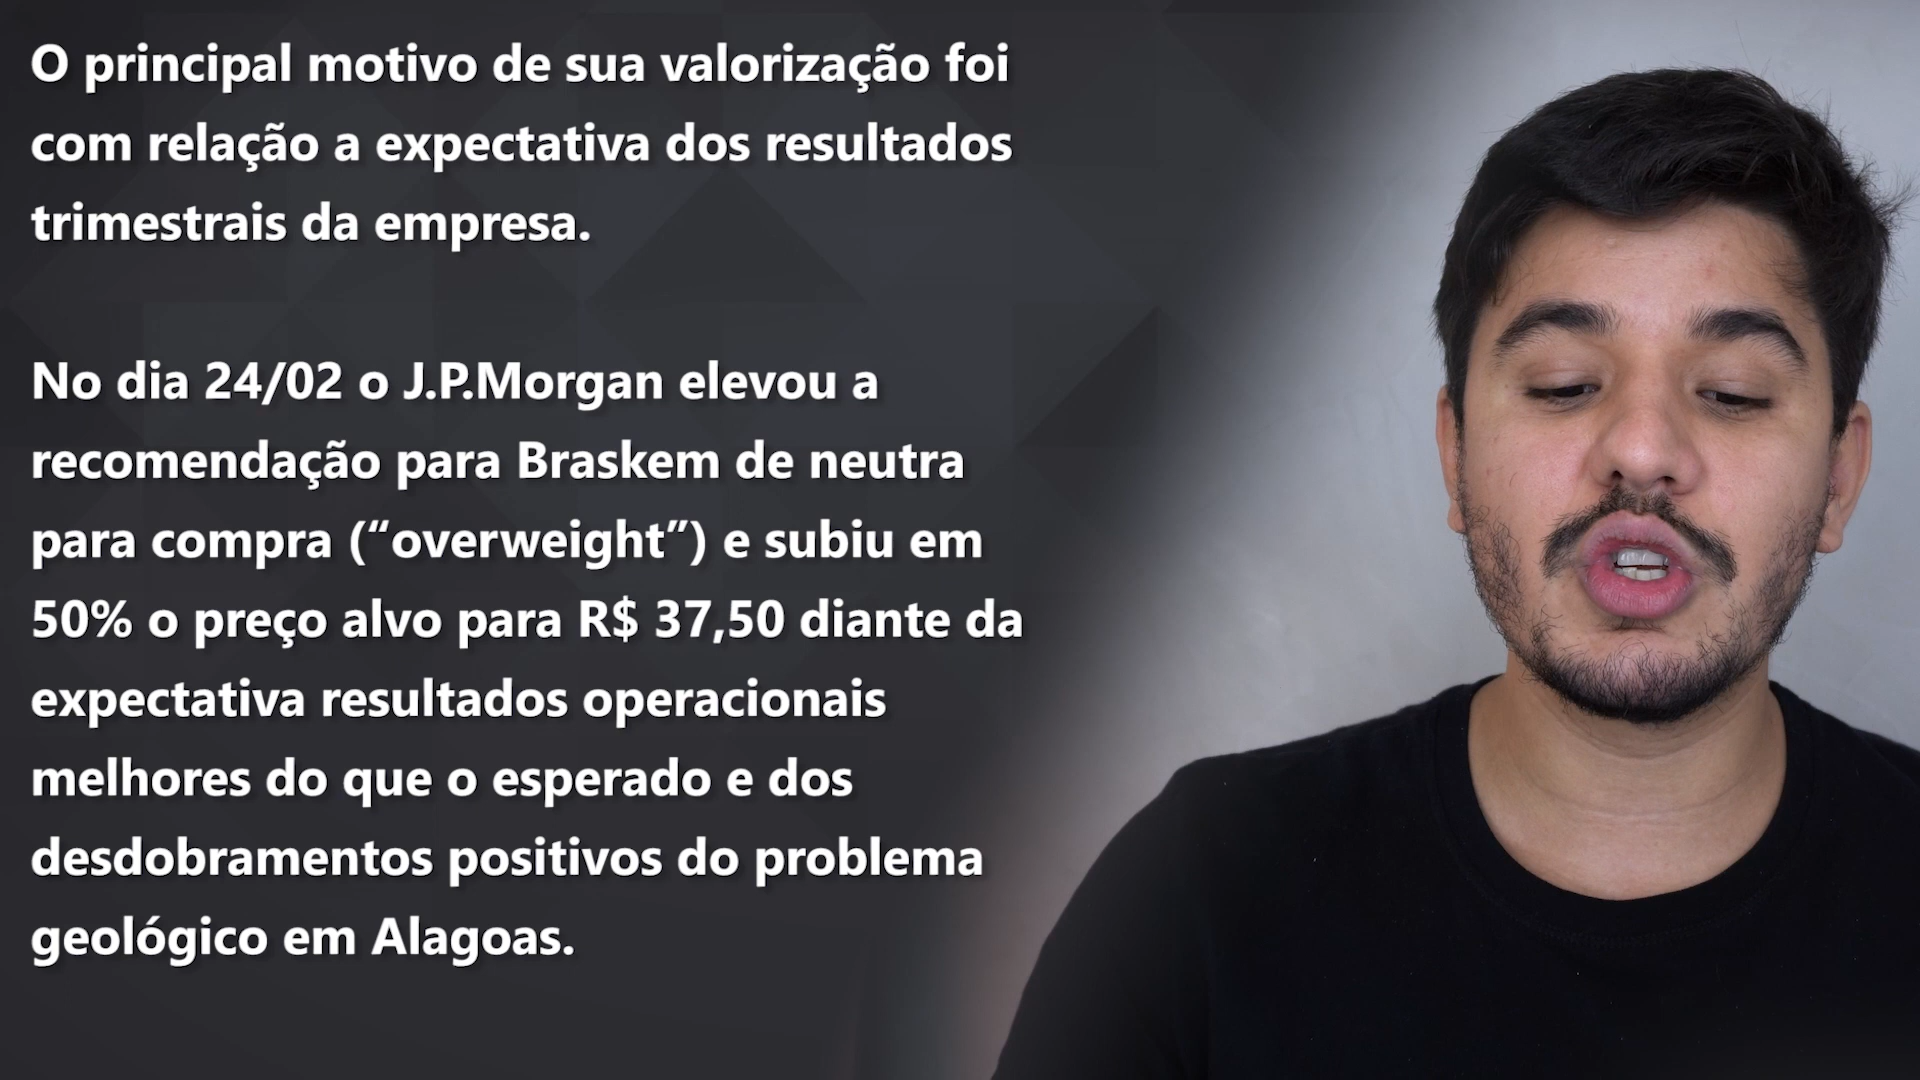 O principal motivo de sua valorização foi
com relação a expectativa dos resultados
trimestrais da empresa.
No dia 24/02 o J.P.Morgan elevou a
recomendação para Braskem de neutra
para compra (“overweight”) e subiu em
50% o preço alvo para R$ 37,50 diante da
expectativa resultados operacionais
melhores do que o esperado e dos
desdobramentos positivos do problema
geológico em Alagoas.